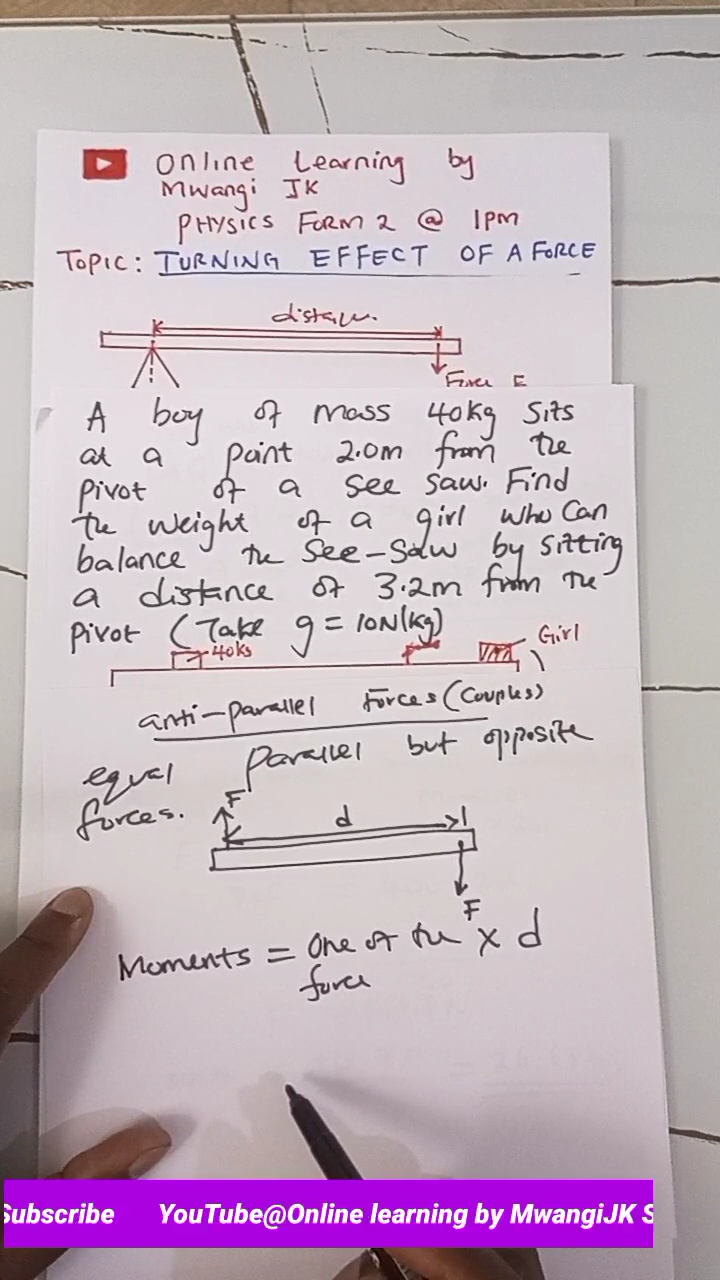 Online Learning by
Mwangi JK
PHYSICS FORM 2 @ 1PM
TOPIC: TURNING EFFECT OF A FORCE
Force F
A boy of mass 40kg sits
at a point 2.0m from the
pivot of a see saw. Find
the weight of a girl who can
balance the see-saw by sitting
a distance of 3.2m from the
pivot (Take g = 10N/kg)
40kg
Girl
anti-parallel forces (couples)
equal parallel but opposite
forces.
F
d
F
Moments = One of the x d
force
Subscribe YouTube@Online learning by MwangiJK S